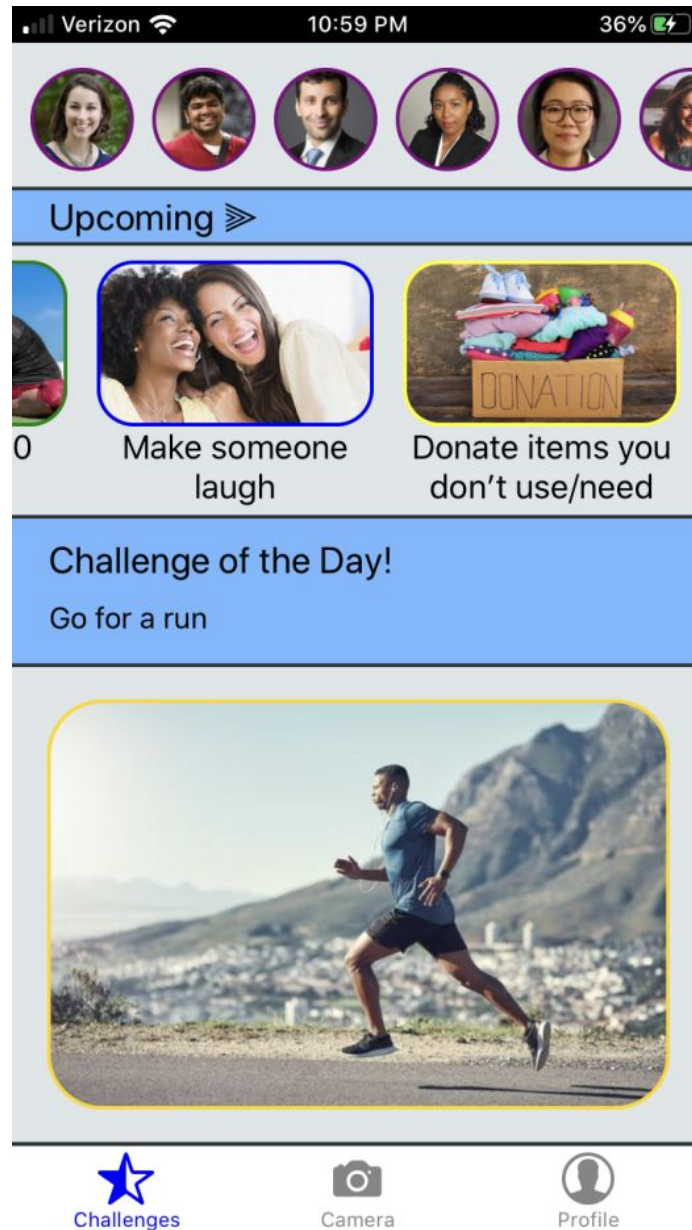 Verizon 10:59 PM 36%
Upcoming
0 Make someone laugh Donate items you don't use/need
Challenge of the Day!
Go for a run
DONATION
Challenges Camera Profile